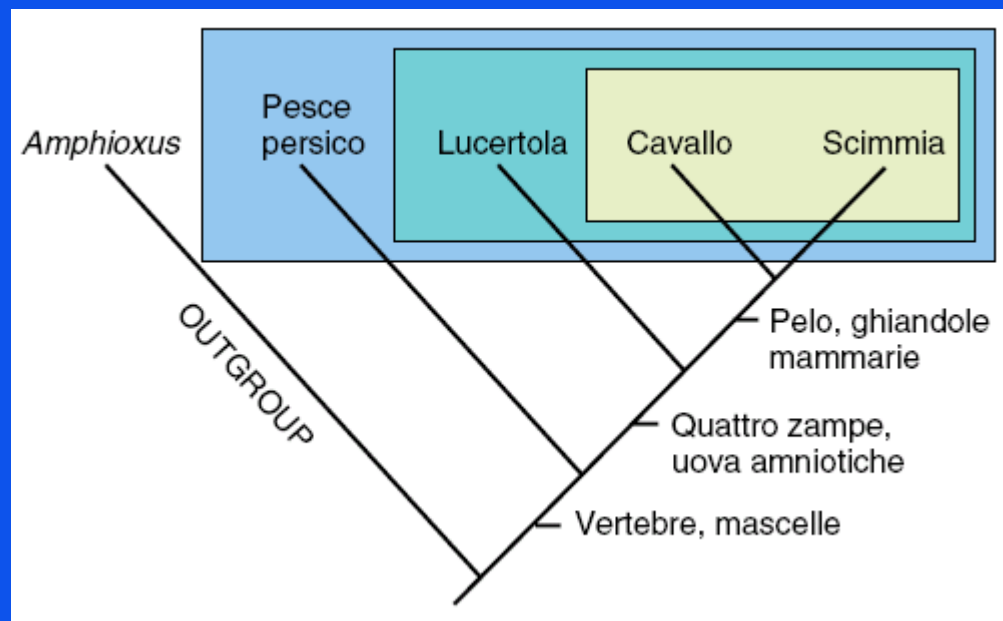 Amphioxus
Pesce
persico
Lucertola
Cavallo
Scimmia
OUTGROUP
Pelo, ghiandole
mammarie
Quattro zampe,
uova amniotiche
Vertebre, mascelle